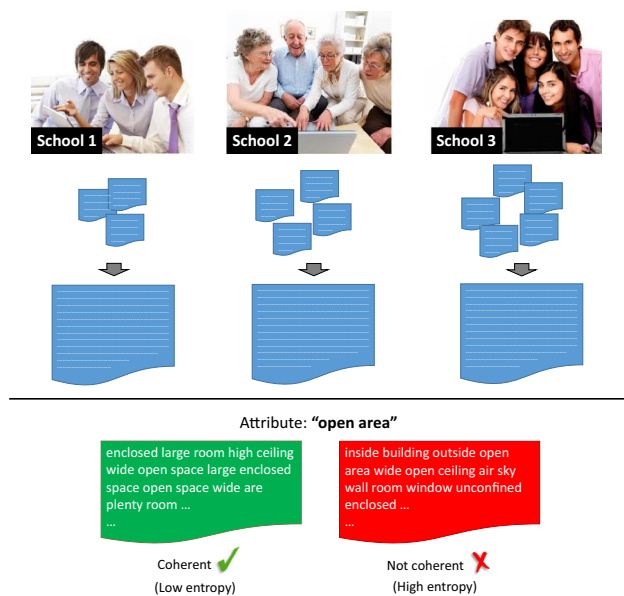 School 1
School 2
School 3
Attribute: “open area”
enclosed large room high ceiling
wide open space large enclosed
space open space wide are
plenty room ...
...
inside building outside open
area wide open ceiling air sky
wall room window unconfined
enclosed ...
...
Coherent
(Low entropy)
Not coherent
(High entropy)